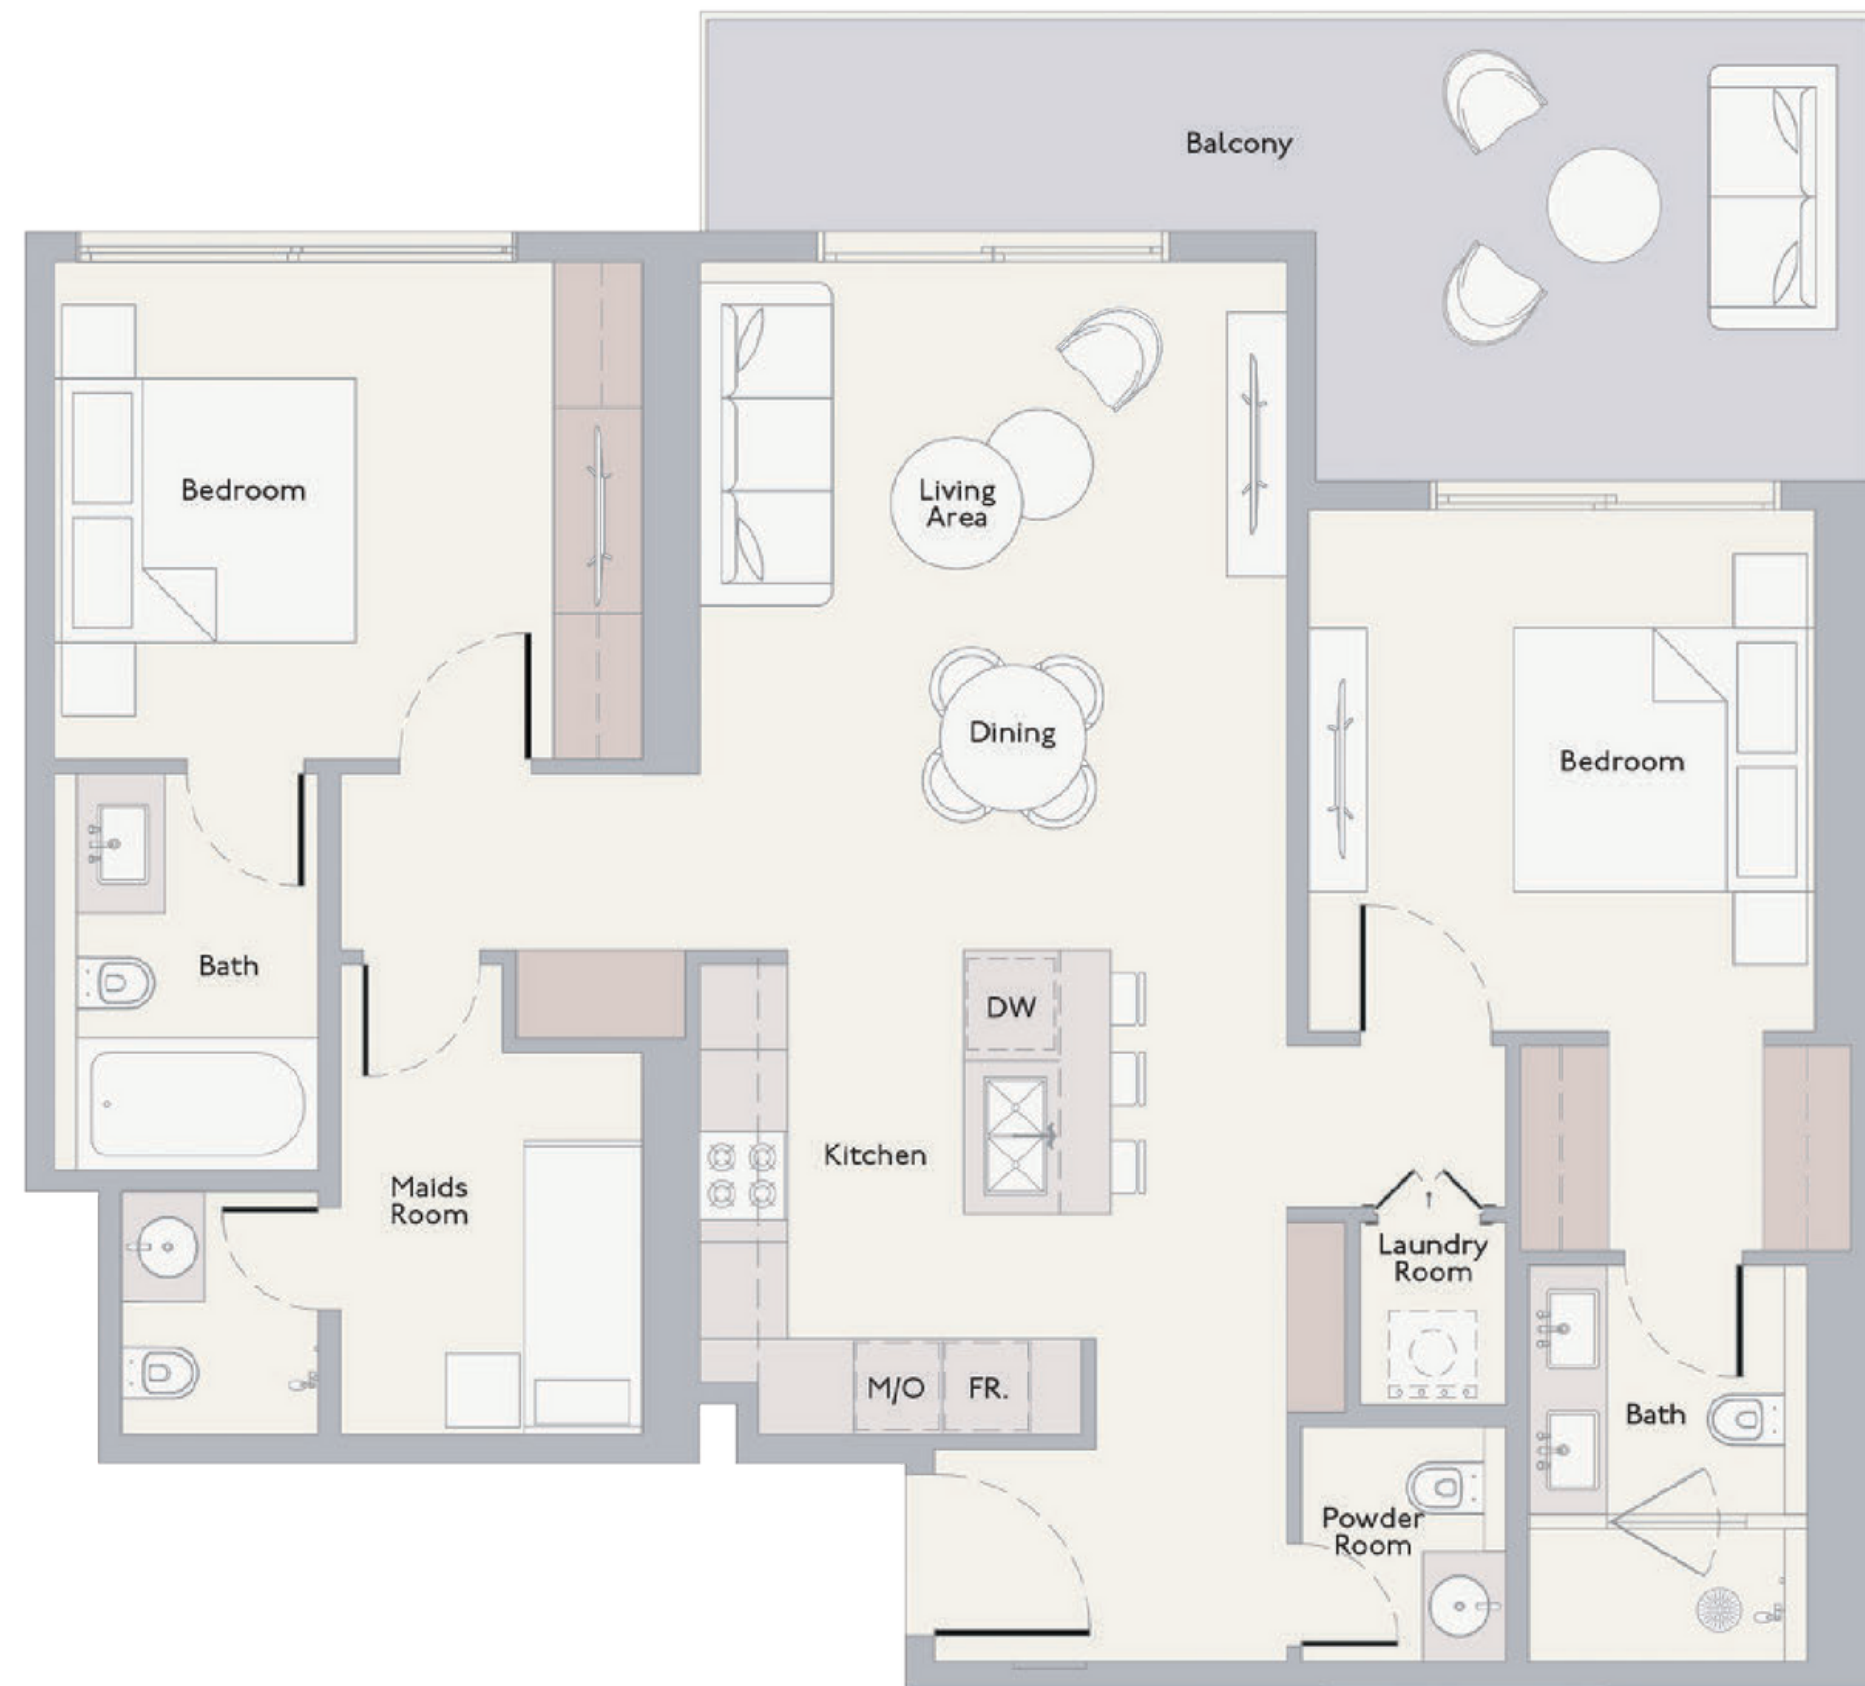 Balcony
Bedroom
Living
Area
Dining
Bedroom
Bath
DW
Kitchen
Maids
Room
Laundry
Room
M/O
FR.
Bath
Powder
Room